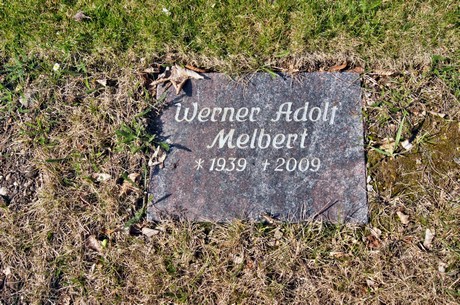 Werner Adolf
Melbert
* 1939 † 2009